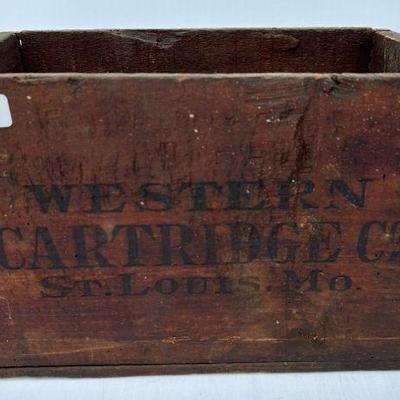 WESTERN
CARTRIDGE CO
ST. LOUIS. MO.